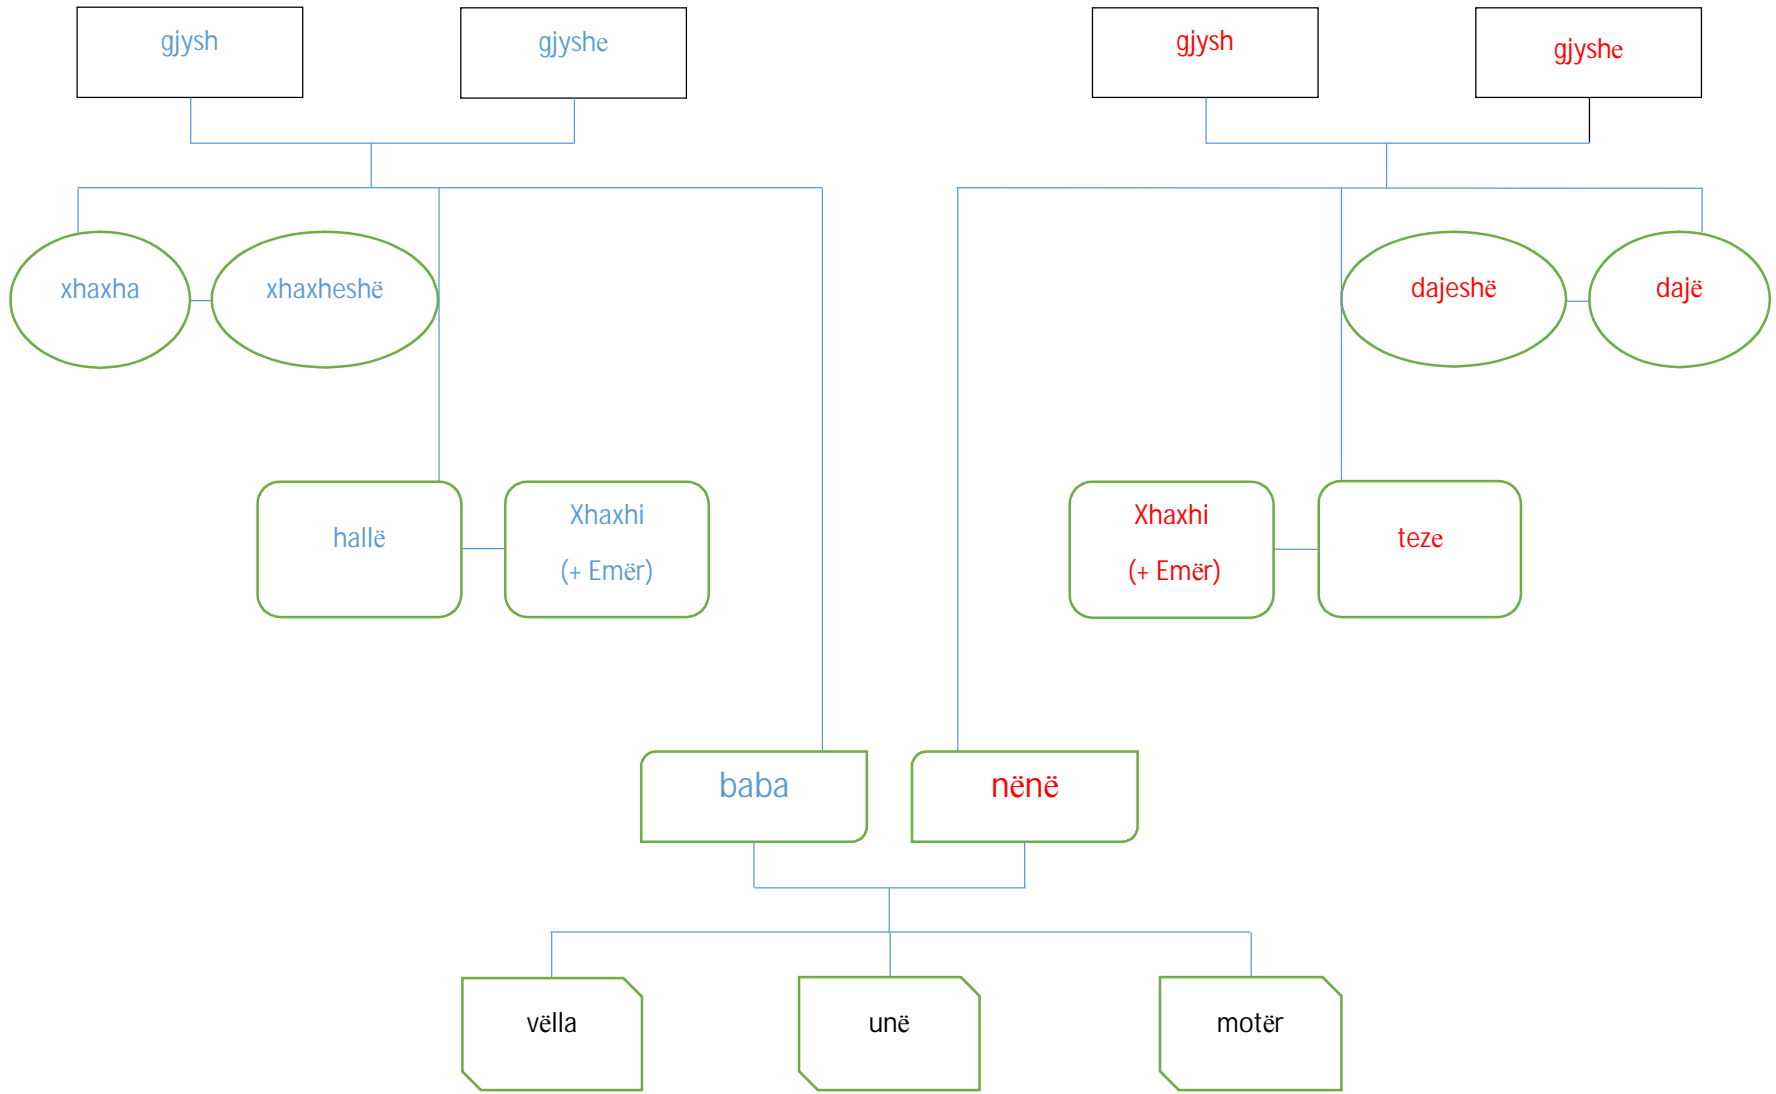 gjysh
gjyshe
gjysh
gjyshe
xhaxha
xhaxheshë
dajeshë
dajë
hallë
Xhaxhi
(+ Emër)
Xhaxhi
(+ Emër)
teze
baba
nënë
vëlla
unë
motër